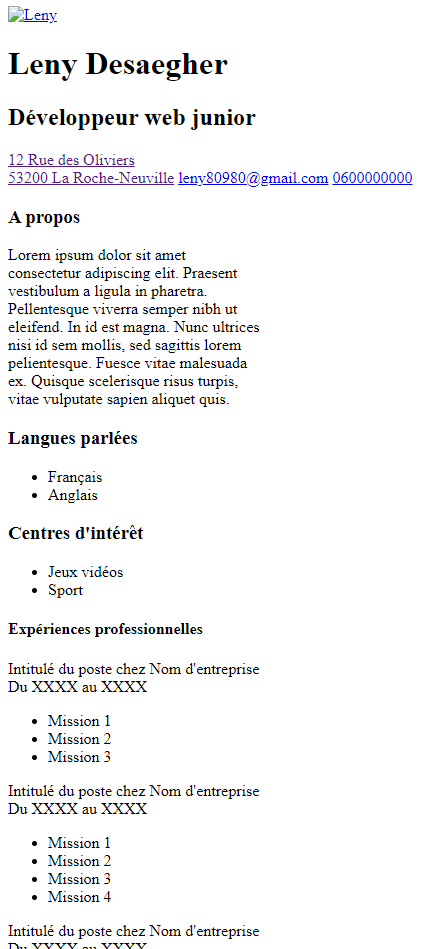 Leny
Leny Desaegher
Développeur web junior
12 Rue des Oliviers
53200 La Roche-Neuville leny80980@gmail.com 0600000000
A propos
Lorem ipsum dolor sit amet
consectetur adipiscing elit. Praesent
vestibulum a ligula in pharetra.
Pellentesque viverra semper nibh ut
eleifend. In id est magna. Nunc ultrices
nisi id sem mollis, sed sagittis lorem
pelientesque. Fuesce vitae malesuada
ex. Quisque scelerisque risus turpis,
vitae vulputate sapien aliquet quis.
Langues parlées
Français
Anglais
Centres d'intérêt
Jeux vidéos
Sport
Expériences professionnelles
Intitulé du poste chez Nom d'entreprise
Du XXXX au XXXX
Mission 1
Mission 2
Mission 3
Intitulé du poste chez Nom d'entreprise
Du XXXX au XXXX
Mission 1
Mission 2
Mission 3
Mission 4
Intitulé du poste chez Nom d'entreprise
Du XXXX au XXXX